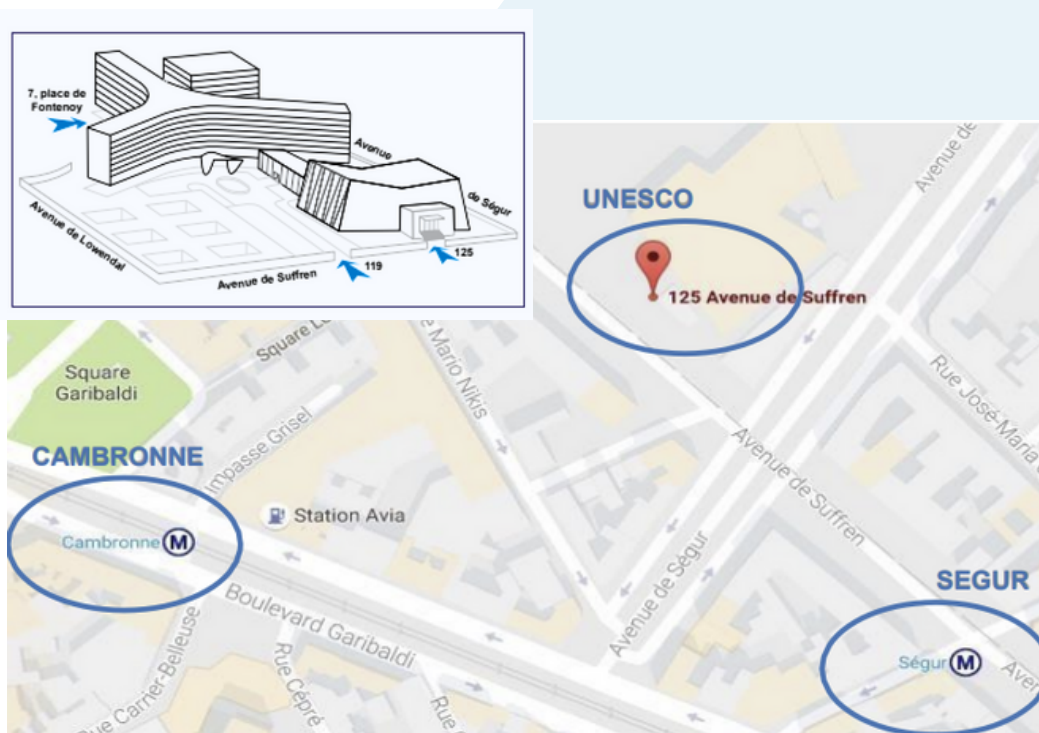 7, place de
Fontenoy
Avenue
de Ségur
Avenue de Lowendal
Avenue de Suffren
119
125
UNESCO
125 Avenue de Suffren
Avenue de
Square
Square
Garibaldi
Mario Nikis
Rue José-Maria
CAMBRONNE
Impasse Grisel
Station Avia
Cambronne M
Avenue de Suffren
Avenue de Ségur
Boulevard Garibaldi
SEGUR
Ségur M
Rue Carrier-Belleuse
Rue Cépré